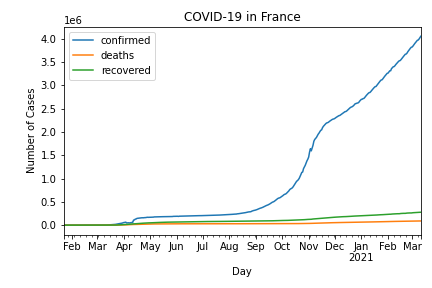 COVID-19 in France
1e6
confirmed
deaths
recovered
4.0
3.5
3.0
2.5
2.0
1.5
1.0
0.5
0.0
Number of Cases
Feb Mar Apr May Jun Jul Aug Sep Oct Nov Dec Jan Feb Mar
2021
Day